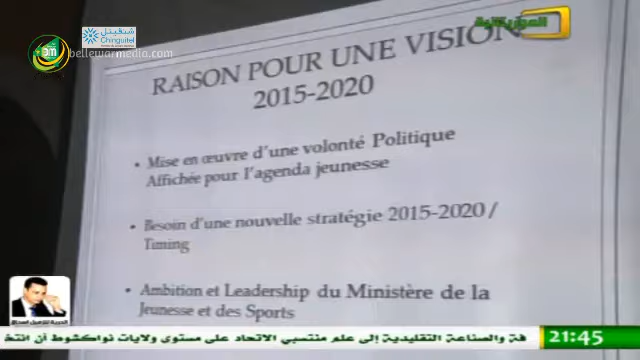 شنقيتل
Chinguitel
bellewarmedia.com
الموريتانية
RAISON POUR UNE VISION
2015-2020
• Mise en œuvre d'une volonté Politique
Affichée pour l'agenda jeunesse
• Besoin d'une nouvelle stratégie 2015-2020 /
Timing
• Ambition et Leadership du Ministère de la
Jeunesse et des Sports
فة والصناعة التقليدية إلى علم منتسبي الاتحاد على مستوى ولايات نواكشوط أن انتخ
21:45